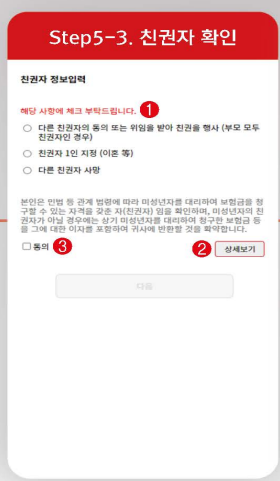 Step5-3. 친권자 확인
친권자 정보입력
해당 사항에 체크 부탁드립니다. 1
다른 친권자의 동의 또는 위임을 받아 친권을 행사 (부모 모두
친권자인 경우)
친권자 1인 지정 (이혼 등)
다른 친권자 사망
본인은 민법 등 관계 법령에 따라 미성년자를 대리하여 보험금을 청
구할 수 있는 자격을 갖춘 자(친권자) 임을 확인하며, 미성년자의 친
권자가 아닐 경우에는 상기 미성년자를 대리하여 청구한 보험금 등
을 그에 대한 이자를 포함하여 귀사에 반환할 것을 확약합니다.
동의 3 2 상세보기
다음